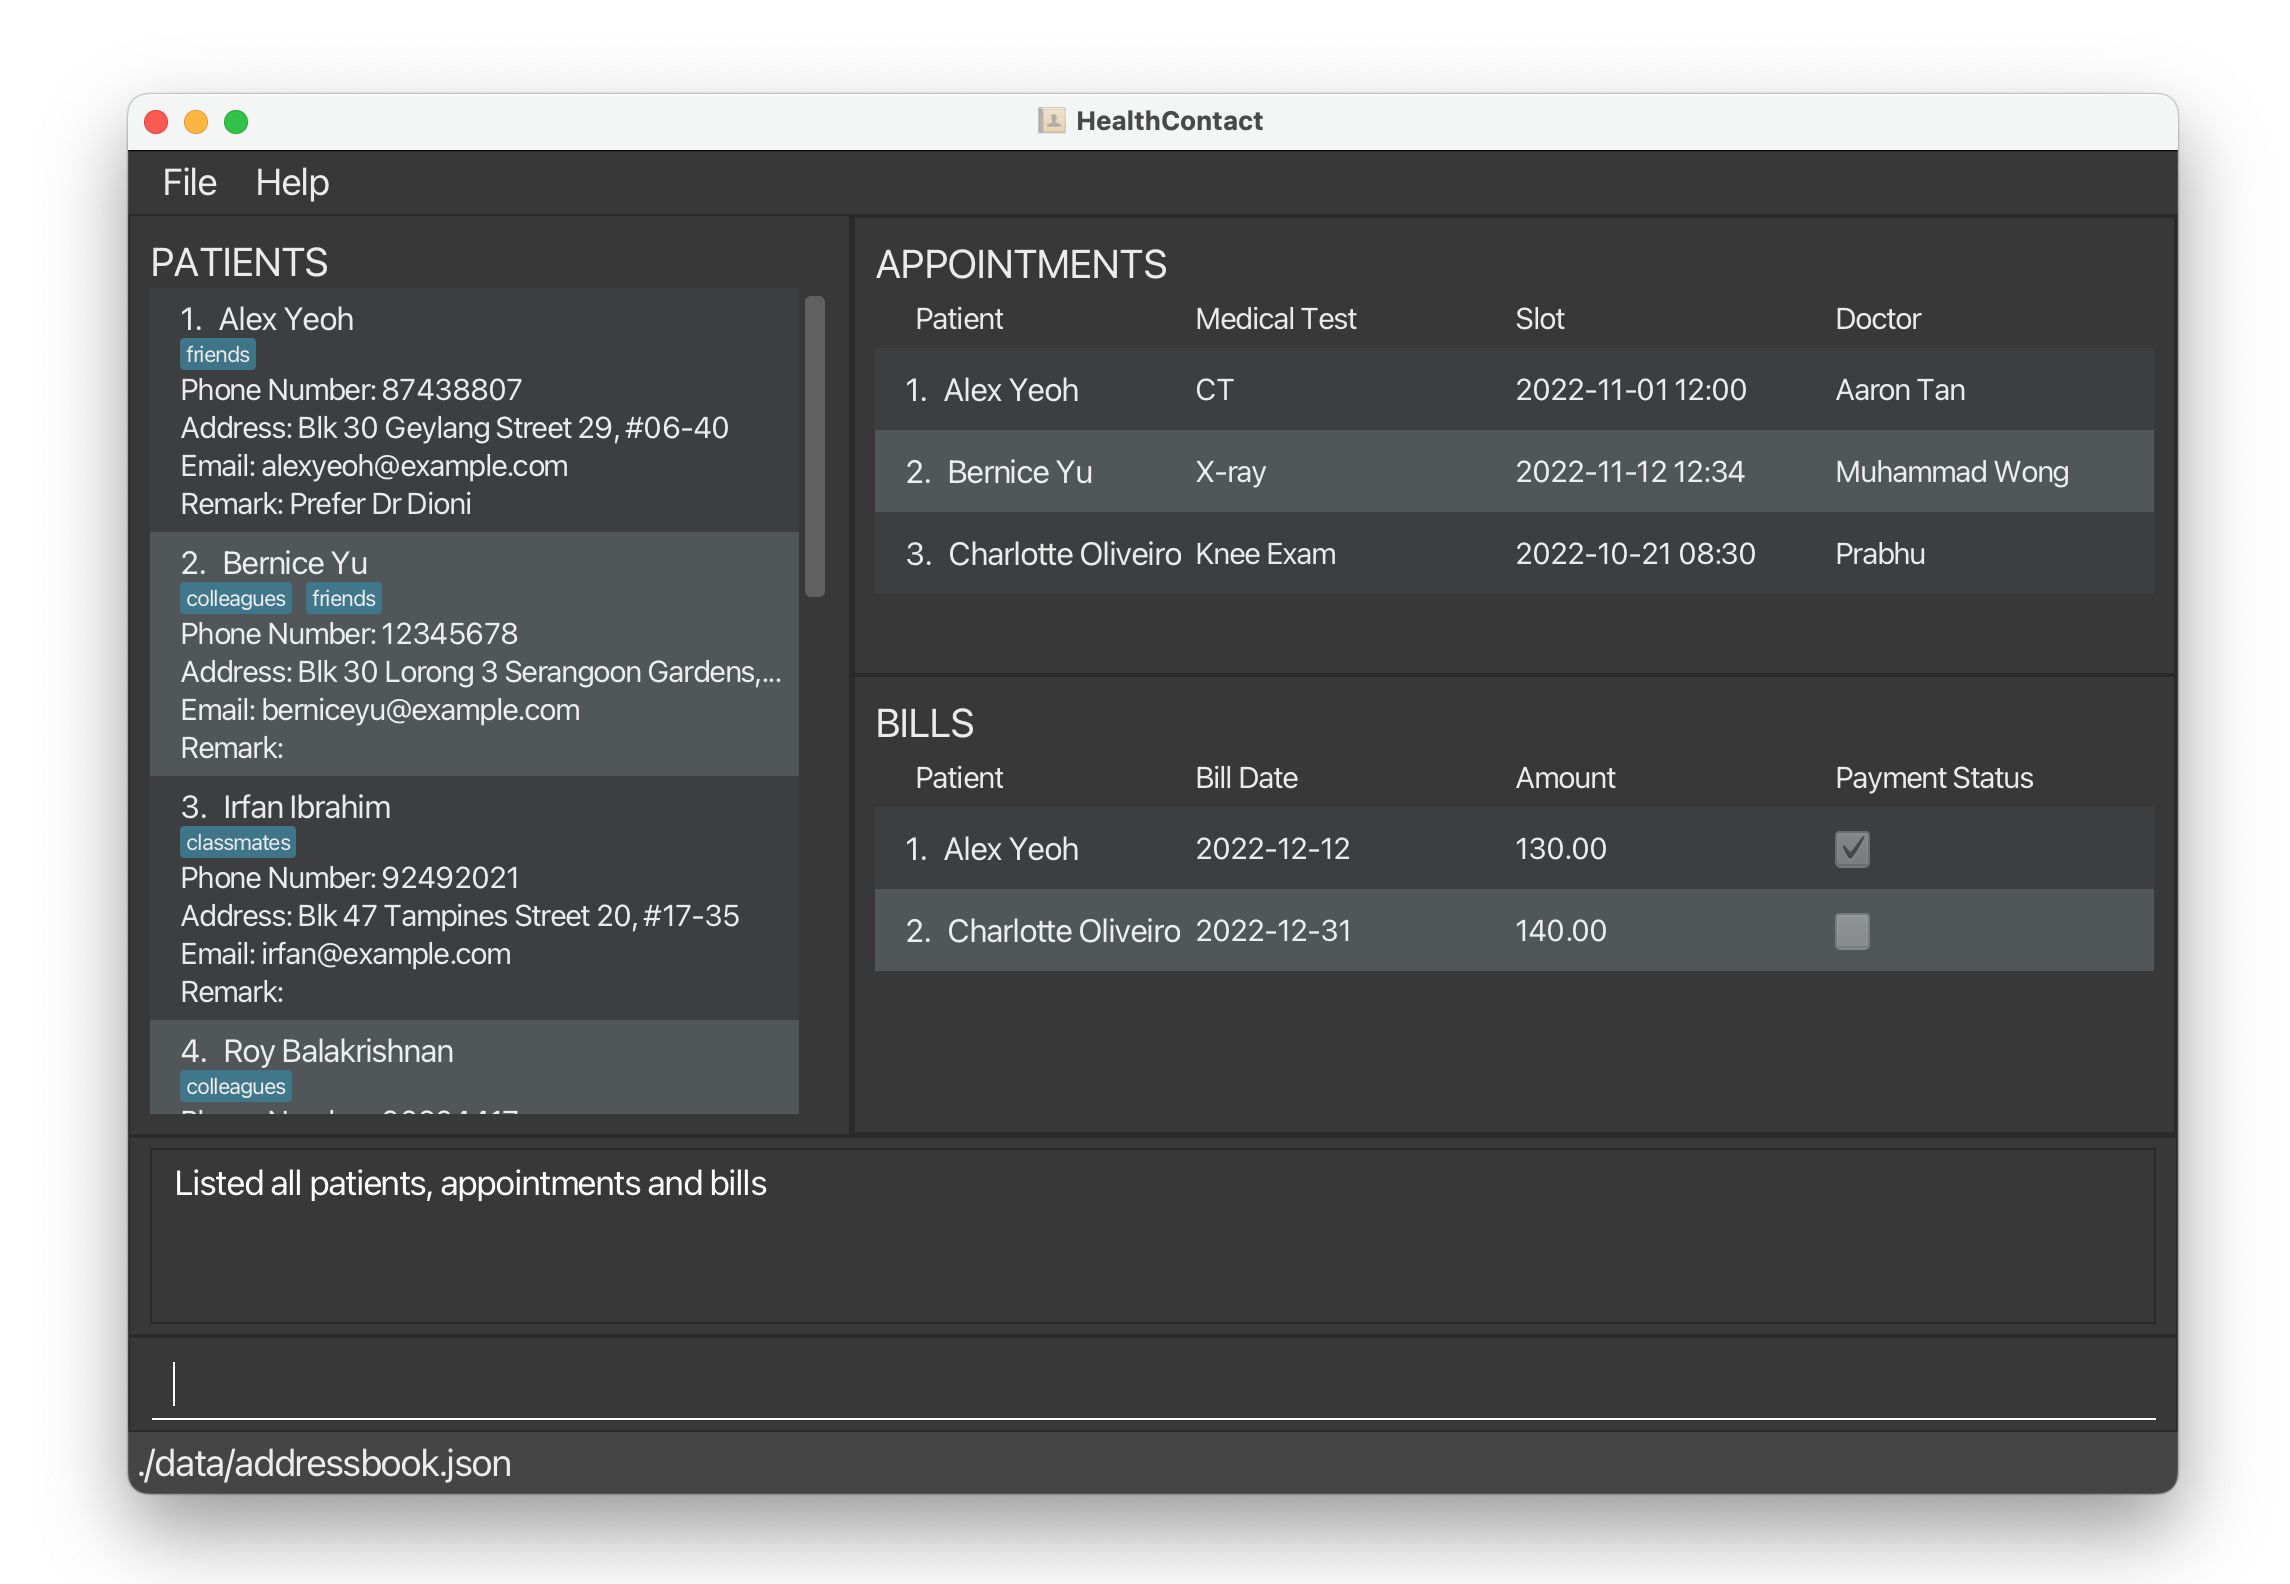 HealthContact
File Help
PATIENTS
1. Alex Yeoh
friends
Phone Number: 87438807
Address: Blk 30 Geylang Street 29, #06-40
Email: alexyeoh@example.com
Remark: Prefer Dr Dioni
2. Bernice Yu
colleagues friends
Phone Number: 12345678
Address: Blk 30 Lorong 3 Serangoon Gardens,...
Email: berniceyu@example.com
Remark:
3. Irfan Ibrahim
classmates
Phone Number: 92492021
Address: Blk 47 Tampines Street 20, #17-35
Email: irfan@example.com
Remark:
4. Roy Balakrishnan
colleagues
APPOINTMENTS
Patient Medical Test Slot Doctor
1. Alex Yeoh CT 2022-11-01 12:00 Aaron Tan
2. Bernice Yu X-ray 2022-11-12 12:34 Muhammad Wong
3. Charlotte Oliveiro Knee Exam 2022-10-21 08:30 Prabhu
BILLS
Patient Bill Date Amount Payment Status
1. Alex Yeoh 2022-12-12 130.00
2. Charlotte Oliveiro 2022-12-31 140.00
Listed all patients, appointments and bills
./data/addressbook.json